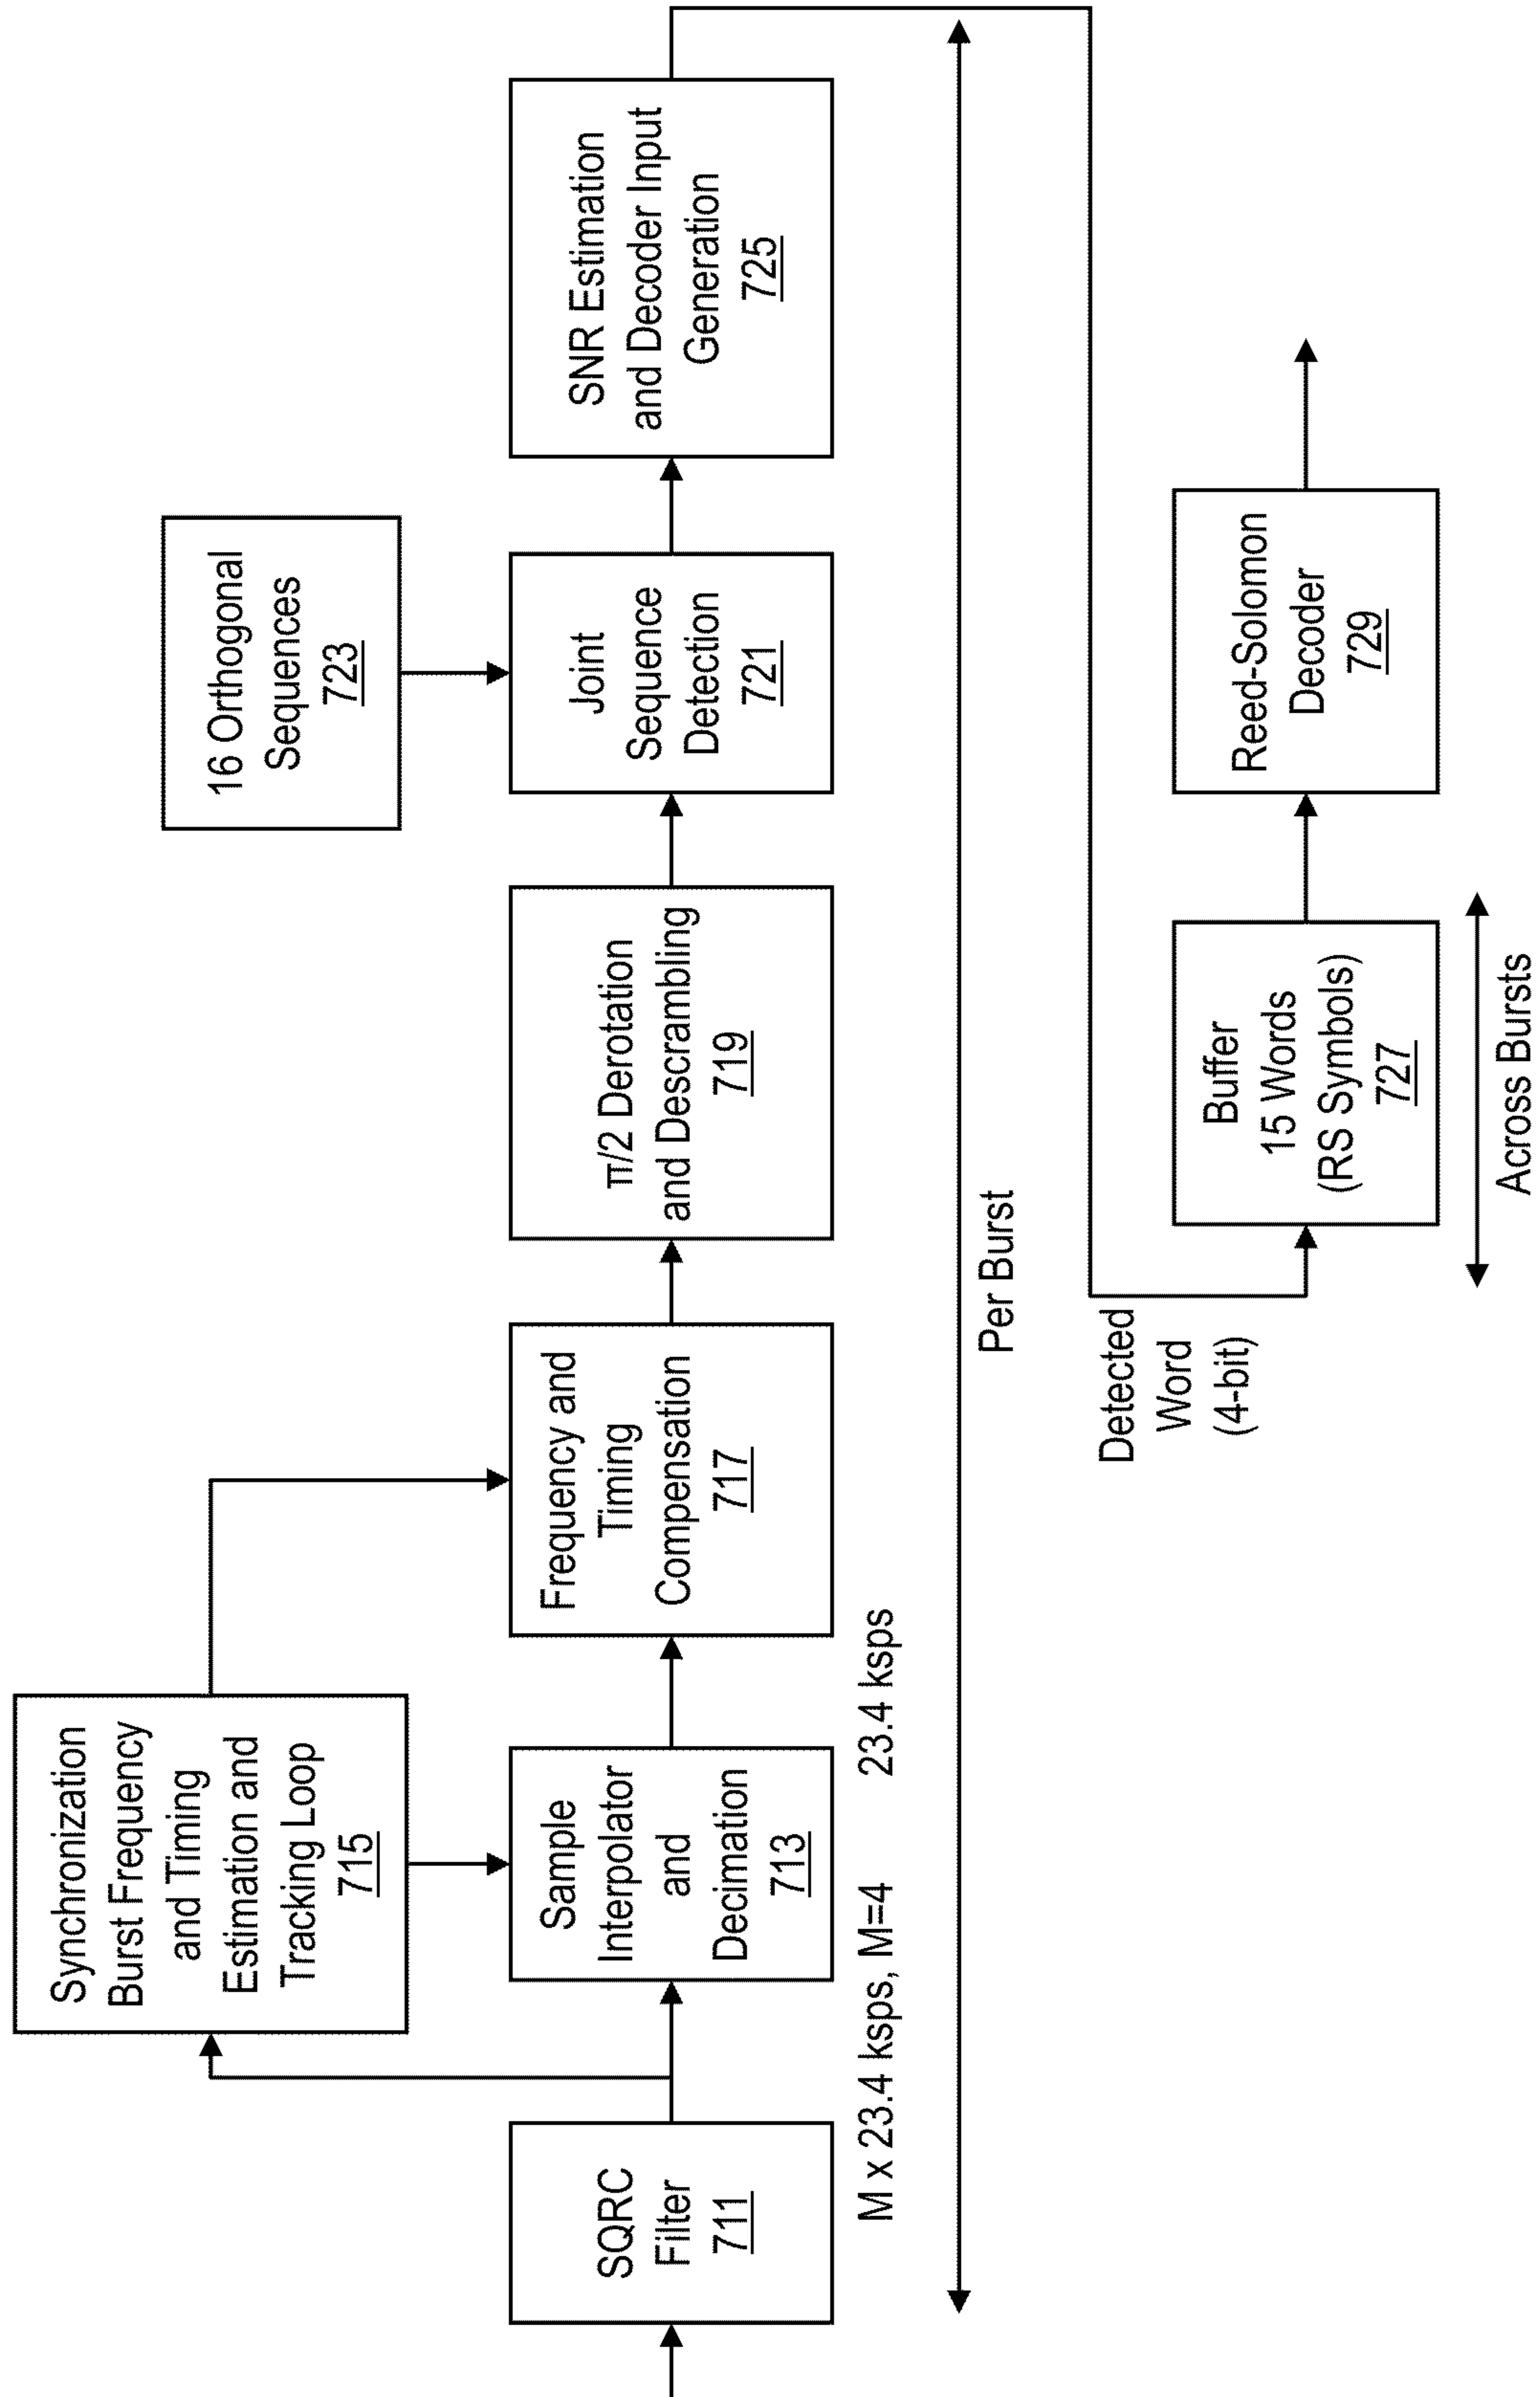 SQRC
Filter
711
Synchronization
Burst Frequency
and Timing
Estimation and
Tracking Loop
715
Sample
Interpolator
and
Decimation
713
M x 23.4 ksps, M=4
23.4 ksps
Frequency and
Timing
Compensation
717
π/2 Derotation
and Descrambling
719
16 Orthogonal
Sequences
723
Joint
Sequence
Detection
721
SNR Estimation
and Decoder Input
Generation
725
Per Burst
Detected
Word
(4-bit)
Buffer
15 Words
(RS Symbols)
727
Across Bursts
Reed-Solomon
Decoder
729